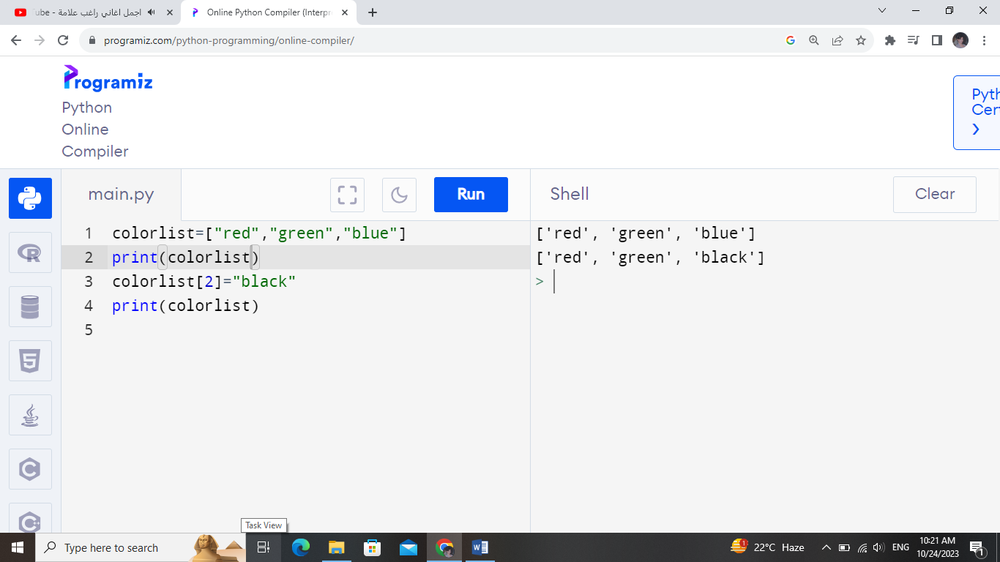 اجمل اغاني راغب علامة - Tube
Online Python Compiler (Interpr
programiz.com/python-programming/online-compiler/
Programiz
Python
Online
Compiler
Pyth
Cer
main.py
Run
Shell
Clear
1 colorlist=["red","green","blue"]
2 print(colorlist)
3 colorlist[2]="black"
4 print(colorlist)
5
['red', 'green', 'blue']
['red', 'green', 'black']
>
Task View
Type here to search
1
22°C Haze
ENG
10:21 AM
10/24/2023
1